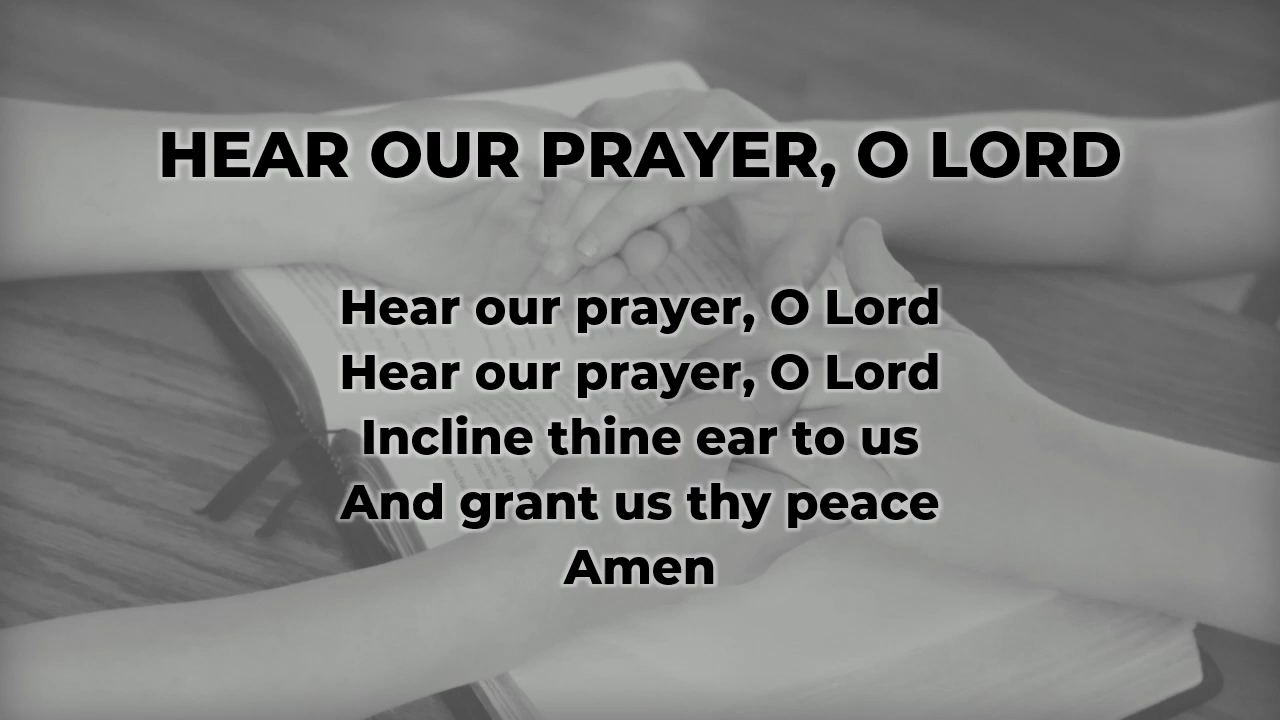 HEAR OUR PRAYER, O LORD
Hear our prayer, O Lord
Hear our prayer, O Lord
Incline thine ear to us
And grant us thy peace
Amen